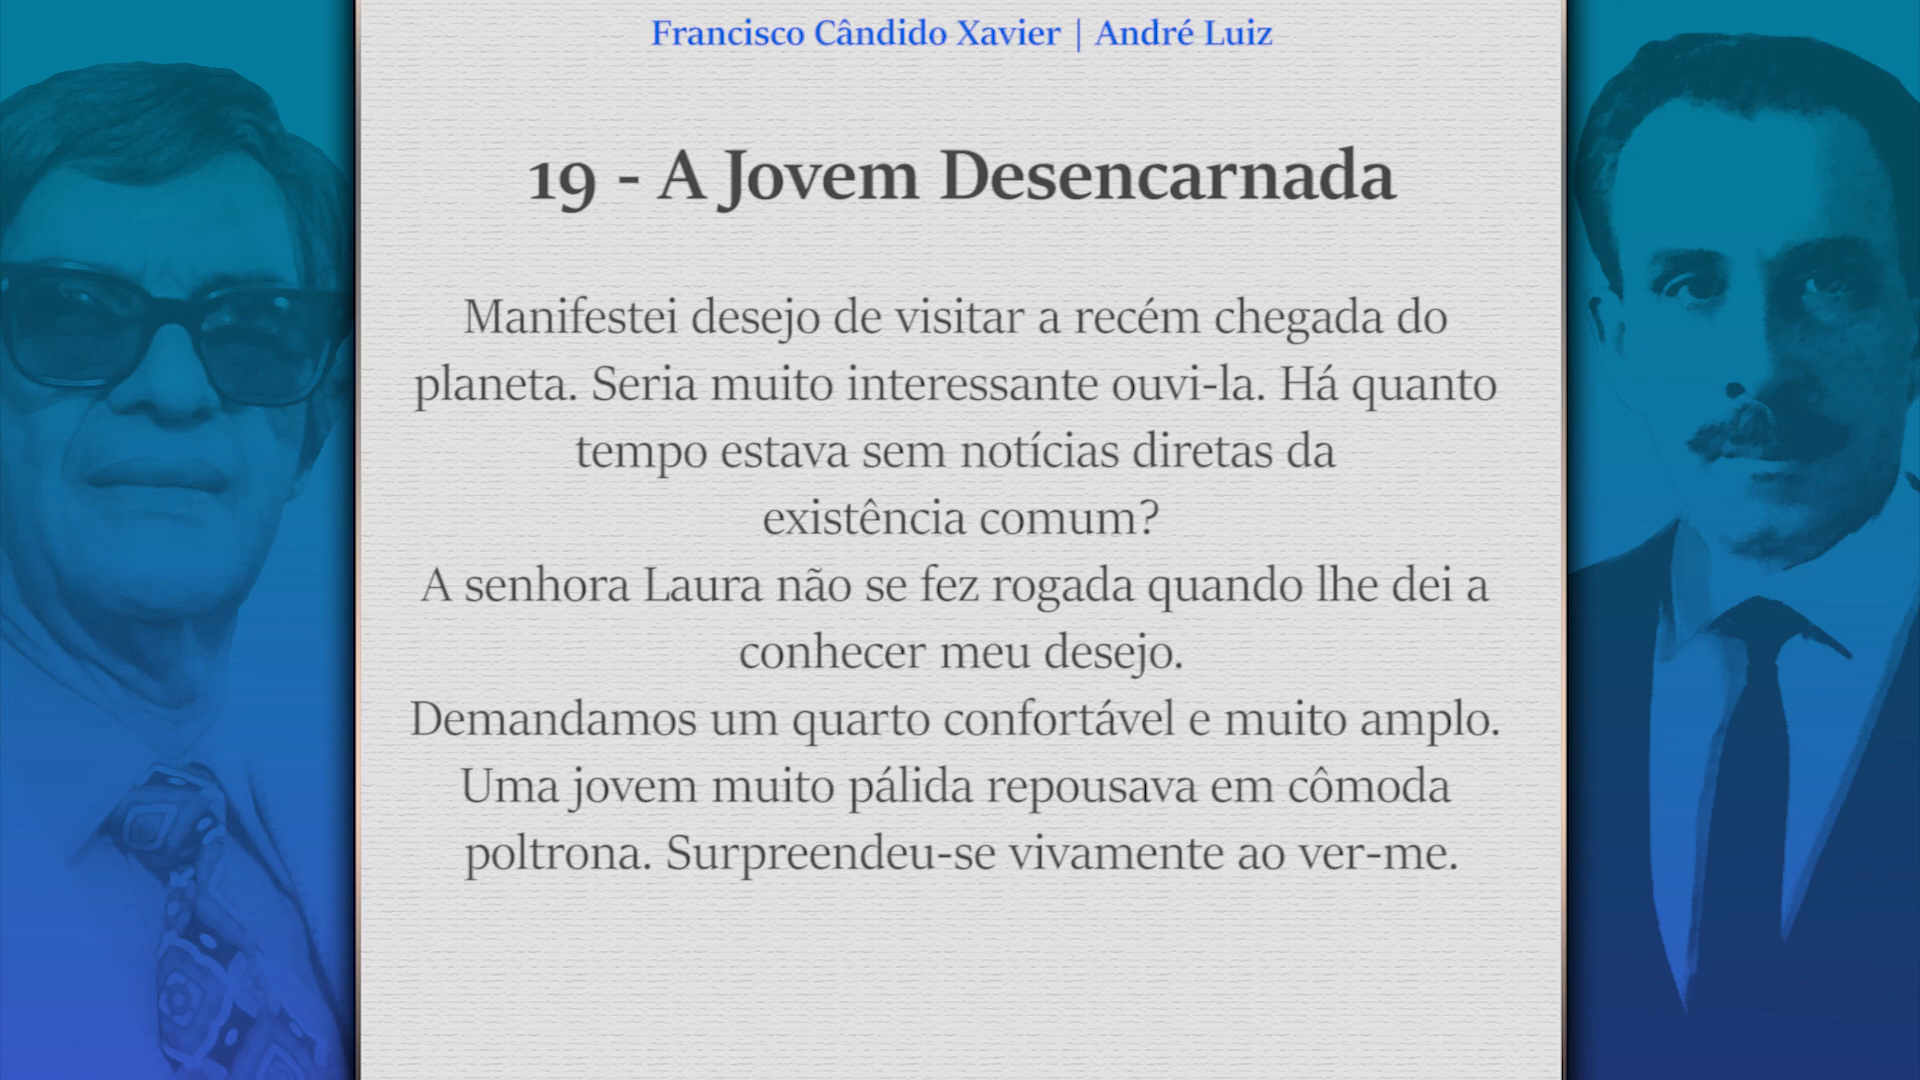 Francisco Cândido Xavier | André Luiz
19 - A Jovem Desencarnada
Manifestei desejo de visitar a recém chegada do
planeta. Seria muito interessante ouvi-la. Há quanto
tempo estava sem notícias diretas da
existência comum?
A senhora Laura não se fez rogada quando lhe dei a
conhecer meu desejo.
Demandamos um quarto confortável e muito amplo.
Uma jovem muito pálida repousava em cômoda
poltrona. Surpreendeu-se vivamente ao ver-me.